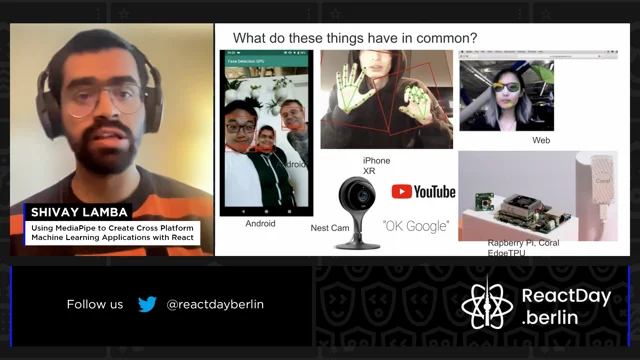 What do these things have in common?
Face Detection GPU
Android
Android
iPhone
XR
Web
Nest Cam
YouTube
"OK Google"
Coral
Rapberry Pi, Coral
EdgeTPU
SHIVAY LAMBA
Using MediaPipe to Create Cross Platform
Machine Learning Applications with React
Follow us
@reactdayberlin
ReactDay
.berlin